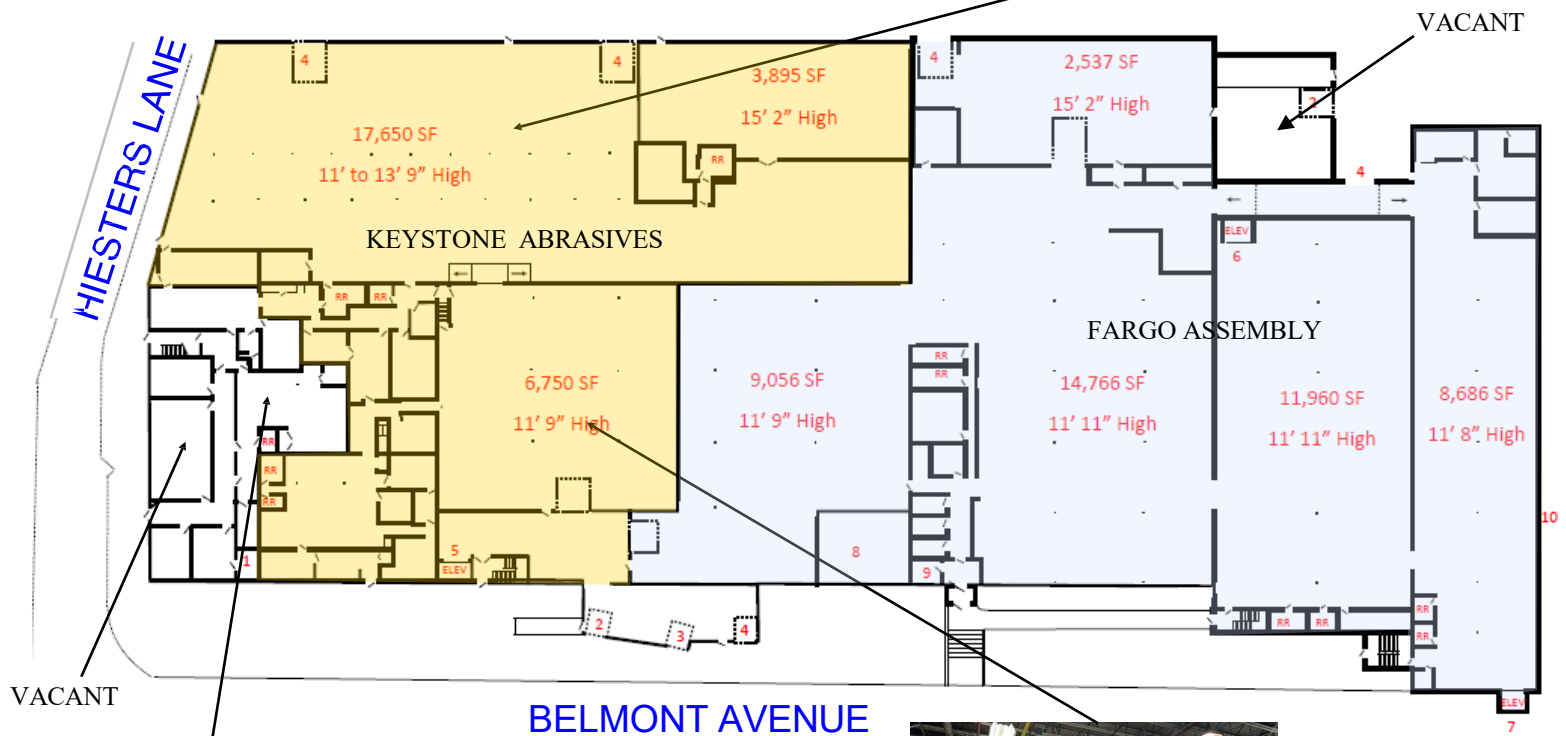 VACANT
HIESTERS LANE
4
4
4
2,537 SF
15' 2" High
3,895 SF
15' 2" High
2
17,650 SF
11' to 13' 9" High
RR
4
KEYSTONE ABRASIVES
ELEV
6
RR
RR
FARGO ASSEMBLY
RR
RR
6,750 SF
11' 9" High
9,056 SF
11' 9" High
14,766 SF
11' 11" High
11,960 SF
11' 11" High
8,686 SF
11' 8" High
RR
RR
RR
10
5
ELEV
1
8
9
2
3
4
RR
RR
RR
RR
VACANT
BELMONT AVENUE
ELEV
7